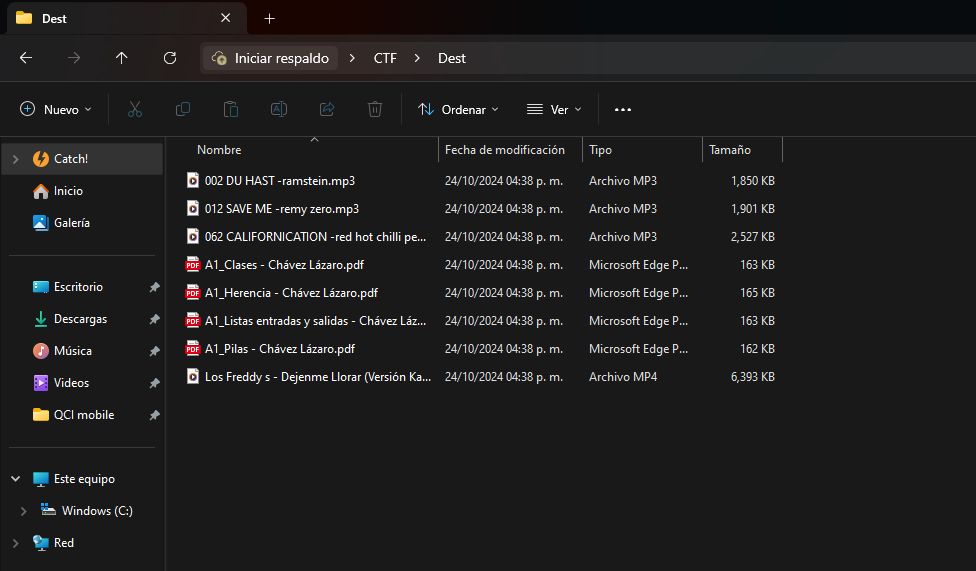 Dest
Iniciar respaldo > CTF > Dest
Nuevo Ordenar Ver ...
Nombre Fecha de modificación Tipo Tamaño
Catch!
Inicio
Galería
Escritorio
Descargas
Música
Videos
QCI mobile
Este equipo
Windows (C:)
Red
002 DU HAST -ramstein.mp3 24/10/2024 04:38 p. m. Archivo MP3 1,850 KB
012 SAVE ME -remy zero.mp3 24/10/2024 04:38 p. m. Archivo MP3 1,901 KB
062 CALIFORNICATION -red hot chilli pe... 24/10/2024 04:38 p. m. Archivo MP3 2,527 KB
PDF A1_Clases - Chávez Lázaro.pdf 24/10/2024 04:38 p. m. Microsoft Edge P... 163 KB
PDF A1_Herencia - Chávez Lázaro.pdf 24/10/2024 04:38 p. m. Microsoft Edge P... 165 KB
PDF A1_Listas entradas y salidas - Chávez Láz... 24/10/2024 04:38 p. m. Microsoft Edge P... 163 KB
PDF A1_Pilas - Chávez Lázaro.pdf 24/10/2024 04:38 p. m. Microsoft Edge P... 162 KB
Los Freddy s - Dejenme Llorar (Versión Ka... 24/10/2024 04:38 p. m. Archivo MP4 6,393 KB